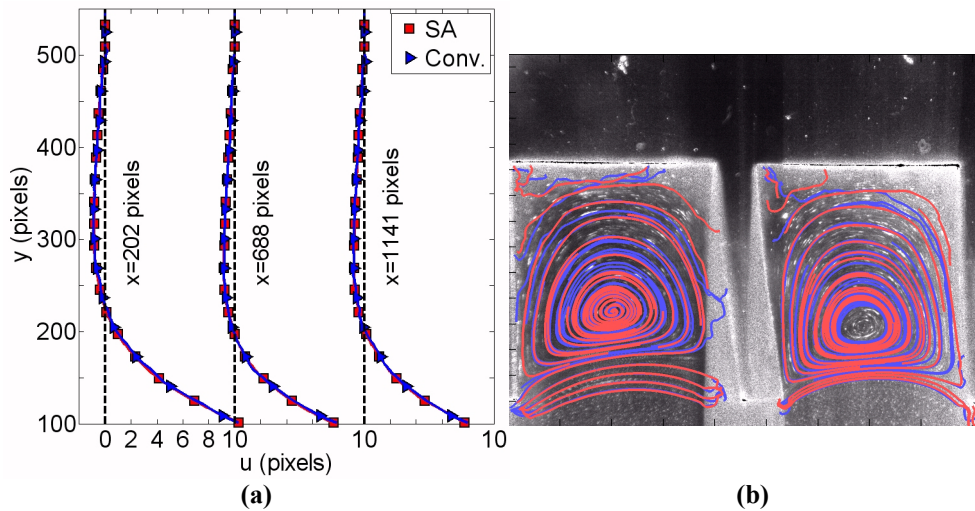 SA
Conv.
500
400
300
200
100
y (pixels)
x=202 pixels
x=688 pixels
x=1141 pixels
0 2 4 6 8 10 10 10
u (pixels)
(a)
(b)